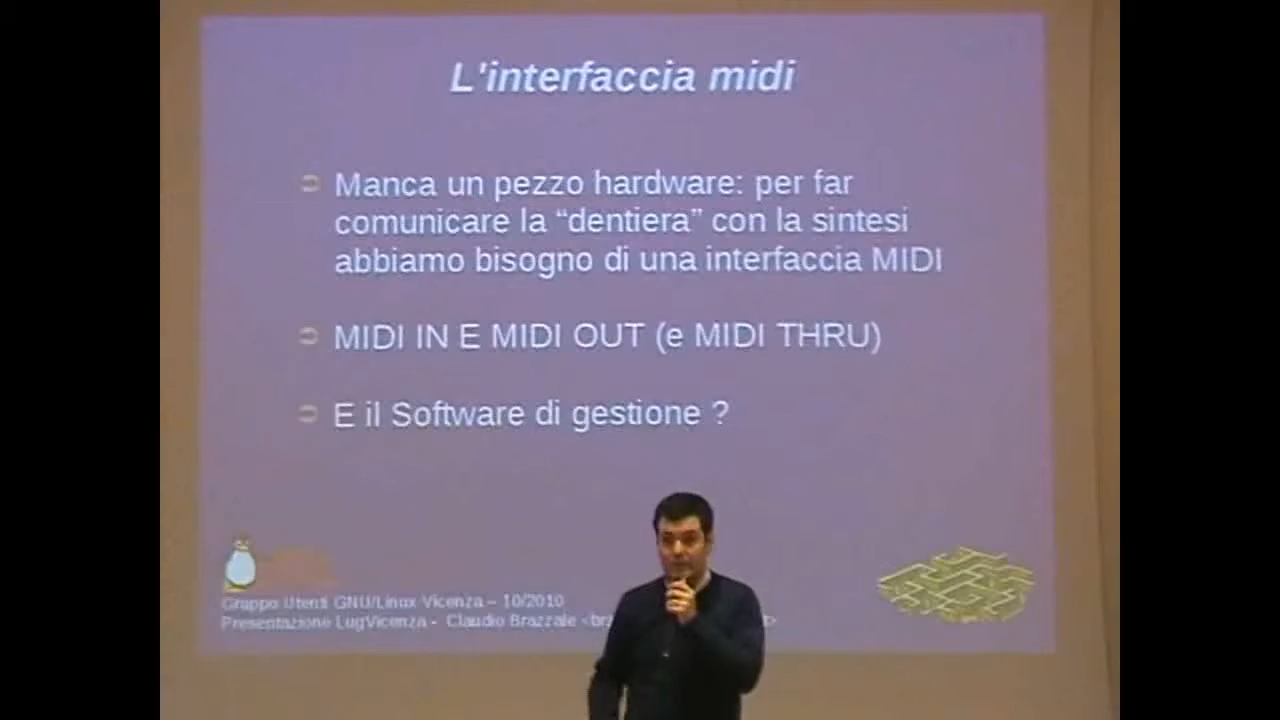 L'interfaccia midi
Manca un pezzo hardware: per far
comunicare la “dentiera” con la sintesi
abbiamo bisogno di una interfaccia MIDI
MIDI IN E MIDI OUT (e MIDI THRU)
E il Software di gestione ?
Gruppo Utenti GNU/Linux Vicenza – 10/2010
Presentazione LugVicenza - Claudio Brazzale